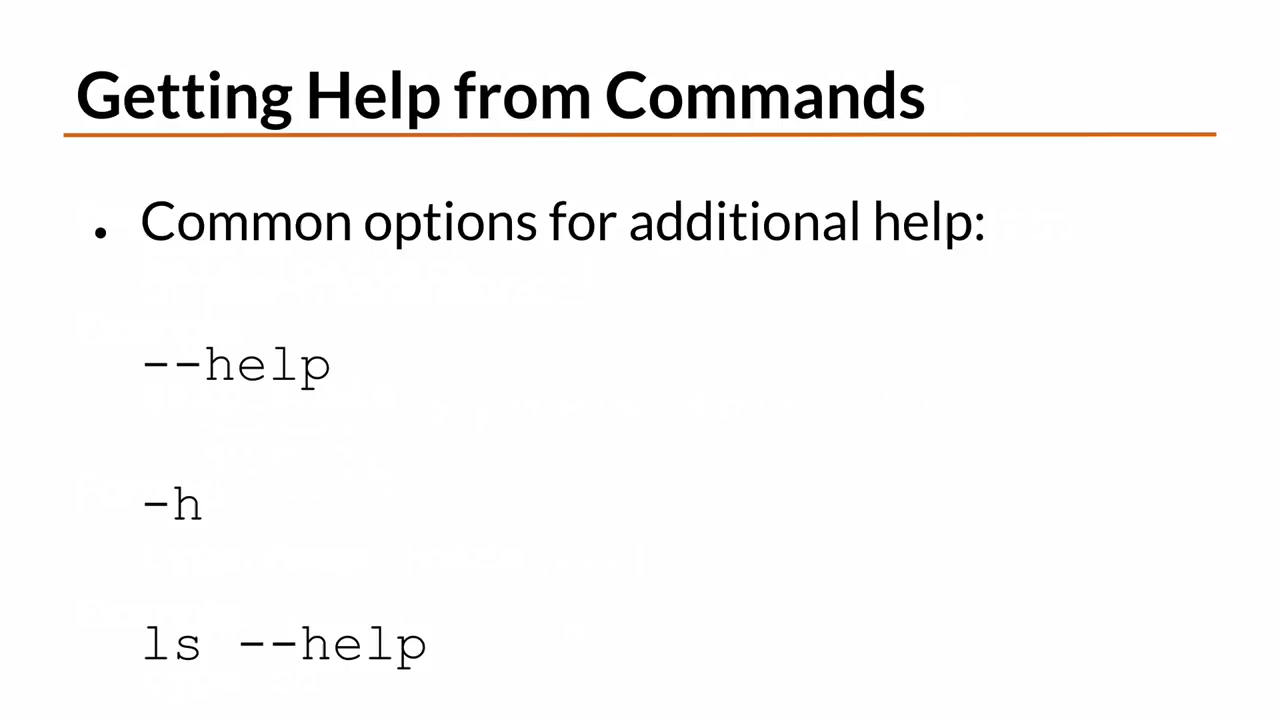 Getting Help from Commands
• Common options for additional help:
--help
-h
ls --help